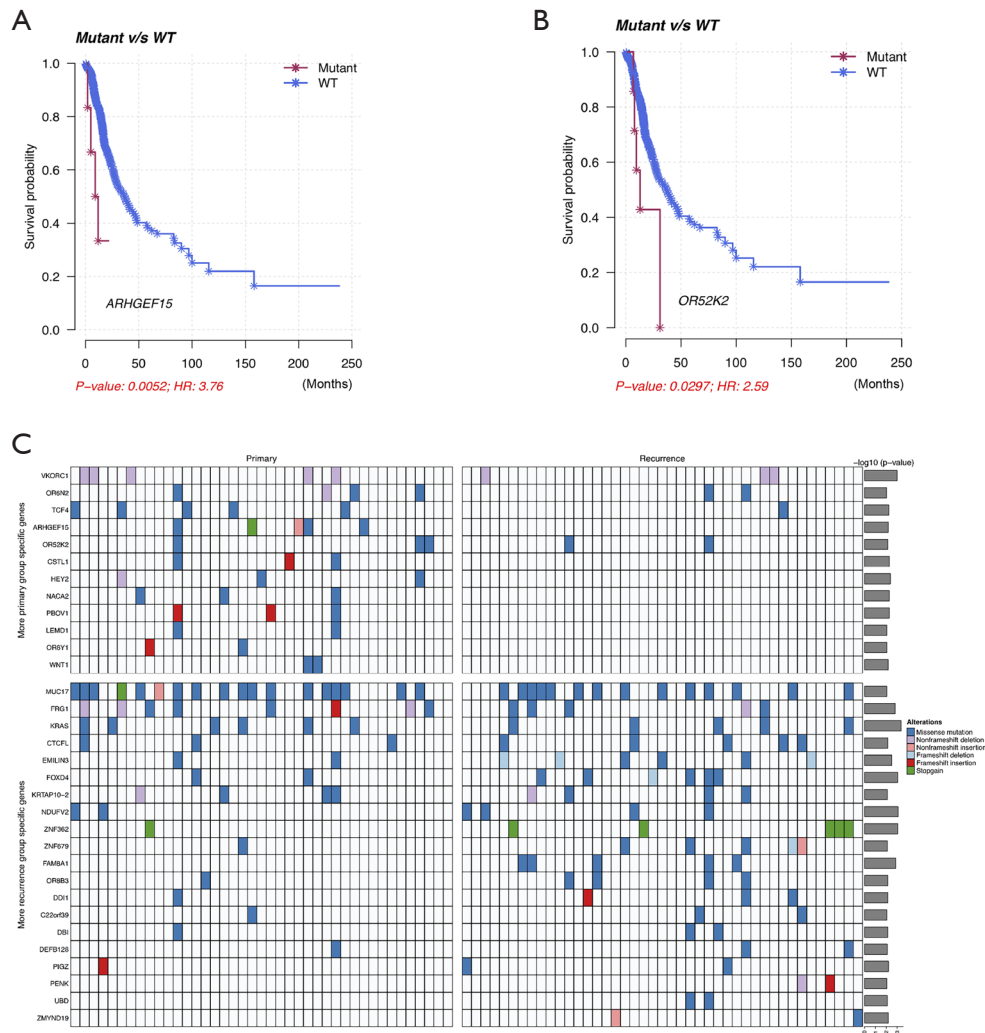 A
Mutant v/s WT
1.0
0.8
0.6
0.4
0.2
0.0
Survival probability
Mutant
WT
ARHGEF15
0
50
100
150
200
250
P-value: 0.0052; HR: 3.76
(Months)
B
Mutant v/s WT
1.0
0.8
0.6
0.4
0.2
0.0
Survival probability
Mutant
WT
OR52K2
0
50
100
150
200
250
P-value: 0.0297; HR: 2.59
(Months)
C
Primary
Recurrence
-log10 (p-value)
More primary group specific genes
VKORC1
OR6N2
TCF4
ARHGEF15
OR52K2
CSTL1
HEY2
NACA2
PBOV1
LEMD1
OR6Y1
WNT1
More recurrence group specific genes
MUC17
FRG1
KRAS
CTCFL
EMILIN3
FOXD4
KRTAP10-2
NDUFV2
ZNF362
ZNF679
FAM8A1
OR8B3
DDI1
C22orf39
DBI
DEFB128
PIGZ
PENK
UBD
ZMYND19
Alterations
Missense mutation
Nonframeshift deletion
Nonframeshift insertion
Frameshift deletion
Frameshift insertion
Stopgain
0
1
2
3